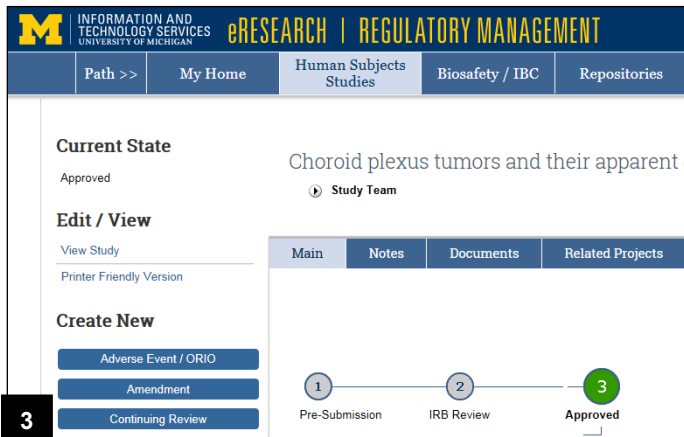 M
INFORMATION AND
TECHNOLOGY SERVICES
UNIVERSITY OF MICHIGAN
eRESEARCH | REGULATORY MANAGEMENT
Path >>
My Home
Human Subjects
Studies
Biosafety / IBC
Repositories
Current State
Approved
Edit / View
View Study
Printer Friendly Version
Create New
Adverse Event / ORIO
Amendment
Continuing Review
3
Choroid plexus tumors and their apparent
Study Team
Main
Notes
Documents
Related Projects
1
2
3
Pre-Submission
IRB Review
Approved